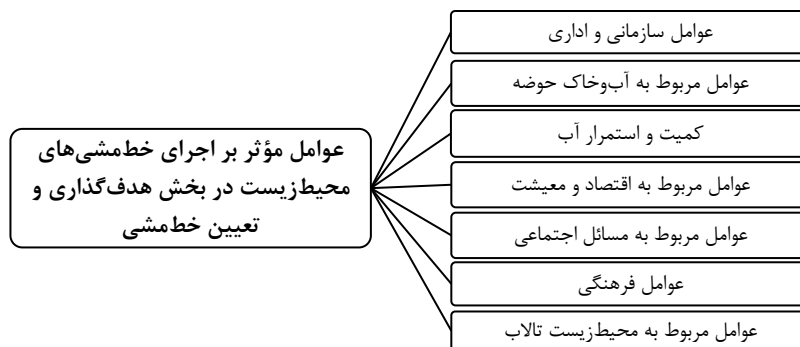 عوامل سازمانی و اداری
عوامل مربوط به آب‌وخاک حوضه
کمیت و استمرار آب
عوامل مربوط به اقتصاد و معیشت
عوامل مربوط به مسائل اجتماعی
عوامل فرهنگی
عوامل مربوط به محیط‌زیست تالاب
عوامل مؤثر بر اجرای خط‌مشی‌های
محیط‌زیست در بخش هدف‌گذاری و
تعیین خط‌مشی